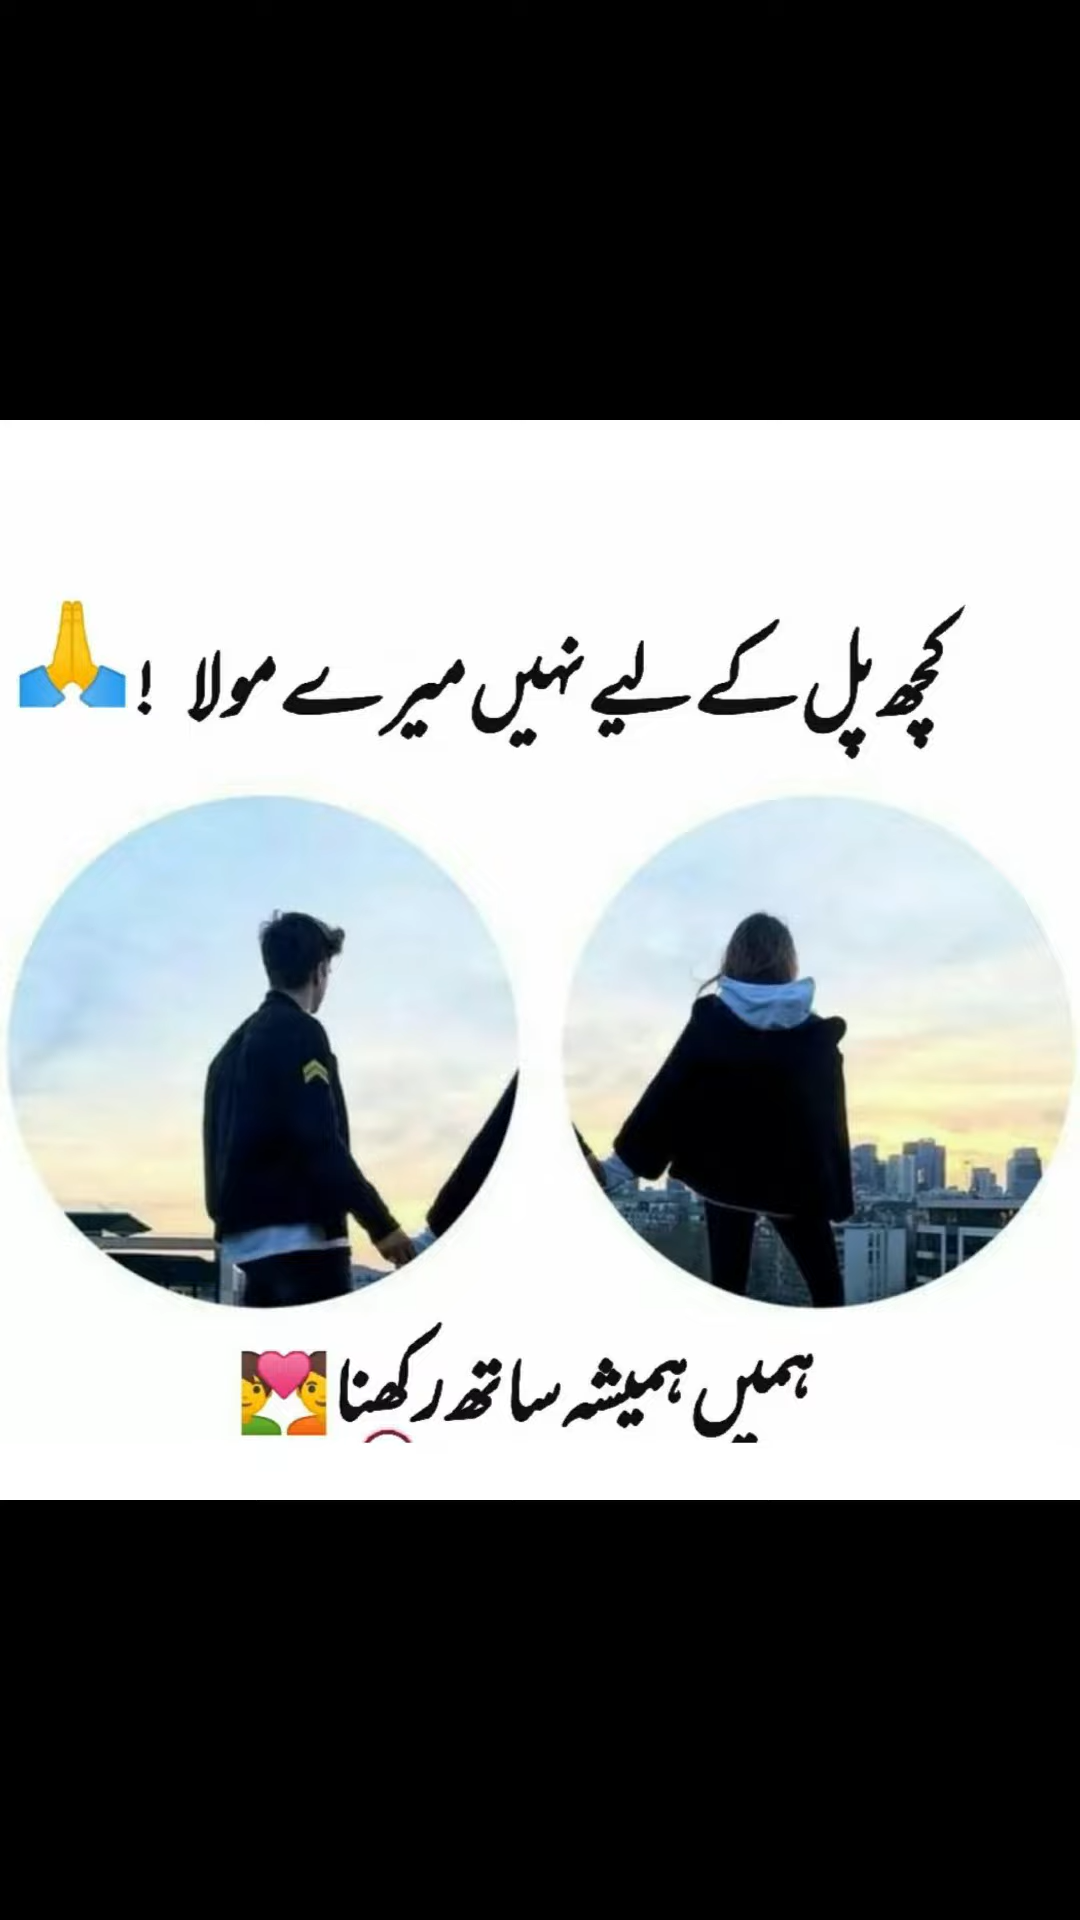 کچھ پل کے لیے نہیں میرے مولا ! 🙏
ہمیں ہمیشہ ساتھ رکھنا 💑